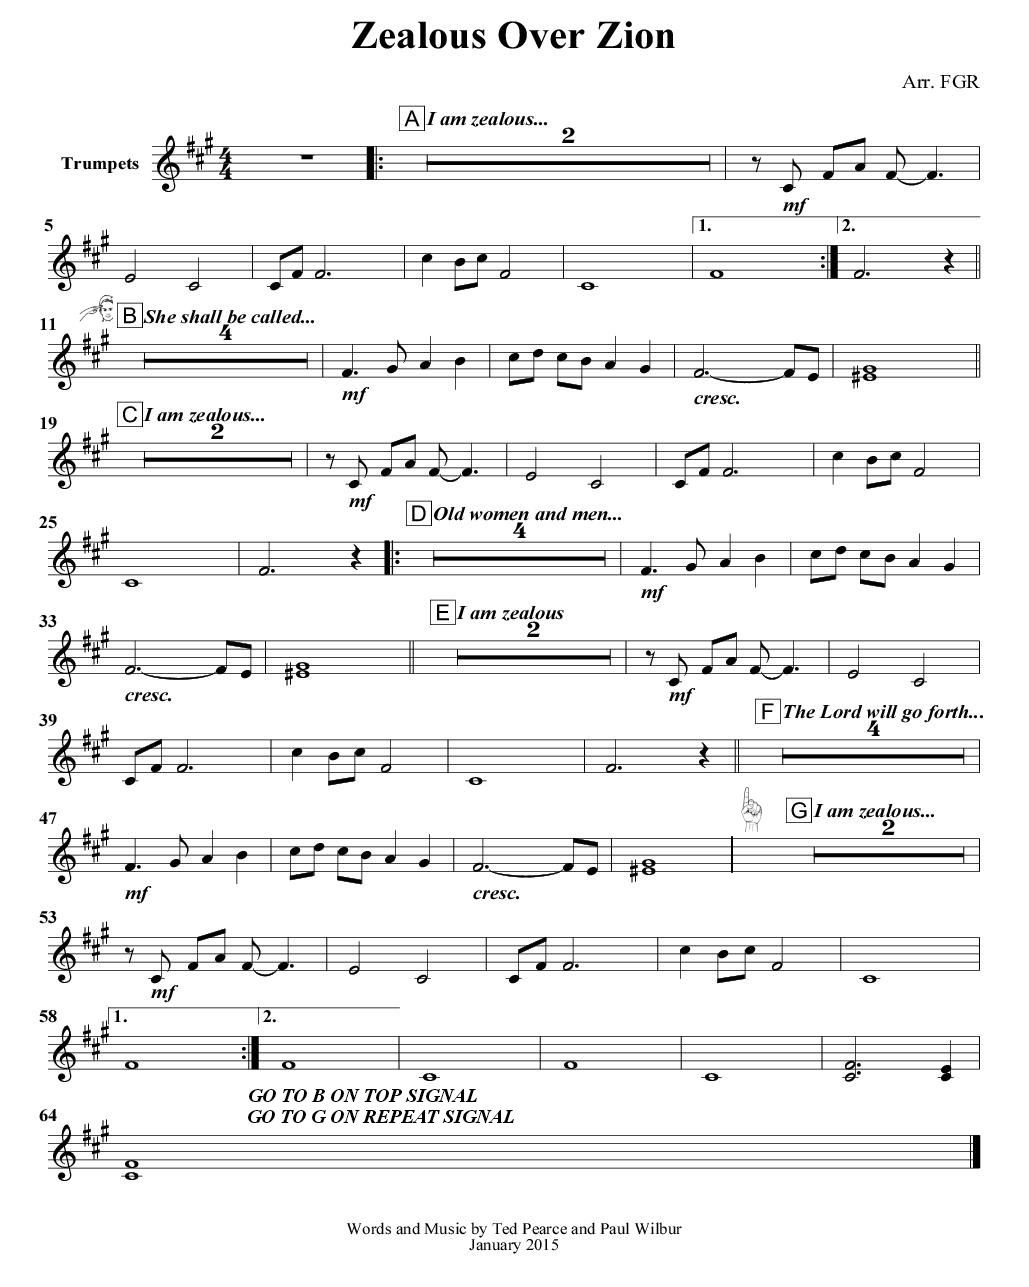 Zealous Over Zion
Arr. FGR
A I am zealous...
2
Trumpets
mf
5
1. 2.
11 B She shall be called...
4
mf cresc.
19 C I am zealous...
2
mf
25 D Old women and men...
4
mf
33 E I am zealous
2
cresc. mf
39 F The Lord will go forth...
4
47 G I am zealous...
2
mf cresc.
53
mf
58 1. 2.
GO TO B ON TOP SIGNAL
GO TO G ON REPEAT SIGNAL
64
Words and Music by Ted Pearce and Paul Wilbur
January 2015